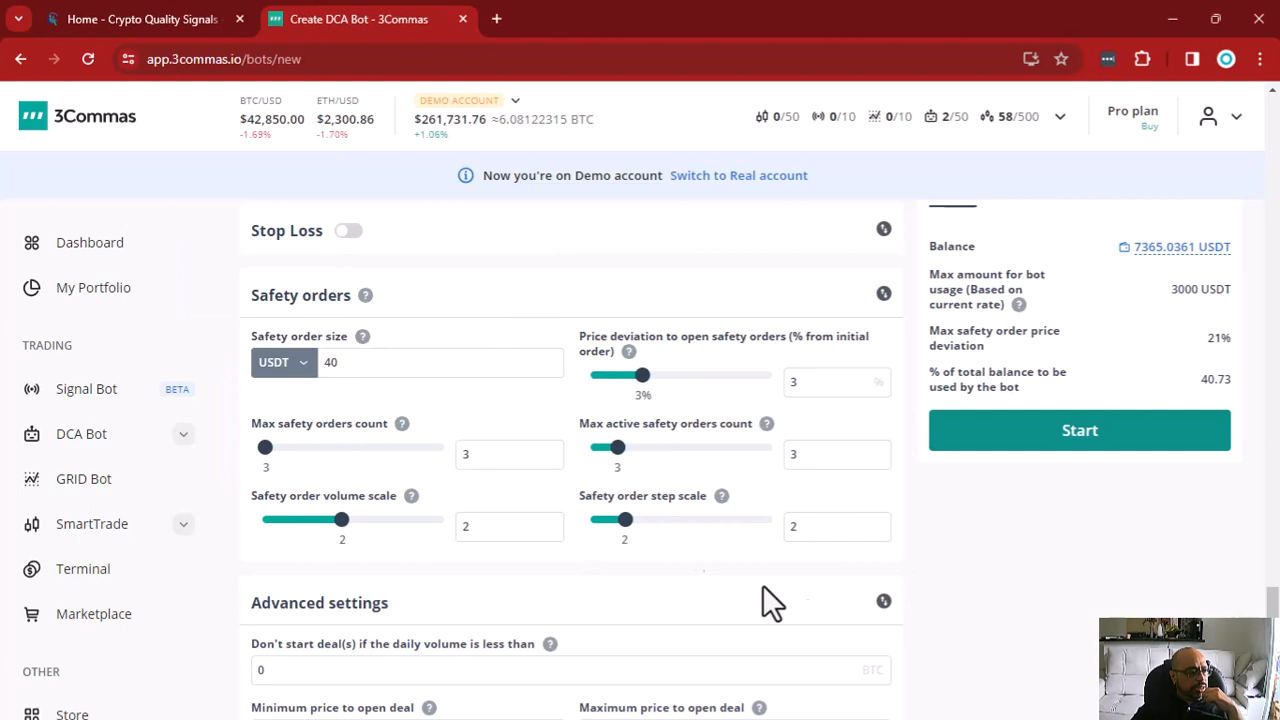 Home - Crypto Quality Signals
Create DCA Bot - 3Commas
app.3commas.io/bots/new
3Commas
BTC/USD
$42,850.00
-1.69%
ETH/USD
$2,300.86
-1.70%
DEMO ACCOUNT
$261,731.76 ≈6.08122315 BTC
+1.06%
0/50
0/10
0/10
2/50
58/500
Pro plan
Buy
Now you're on Demo account Switch to Real account
Dashboard
My Portfolio
TRADING
Signal Bot BETA
DCA Bot
GRID Bot
SmartTrade
Terminal
Marketplace
OTHER
Store
Stop Loss
Safety orders ?
Safety order size ?
USDT 40
Price deviation to open safety orders (% from initial
order) ?
3 %
3%
Max safety orders count ?
3
3
Max active safety orders count ?
3
3
Safety order volume scale ?
2
2
Safety order step scale ?
2
2
Advanced settings
Don't start deal(s) if the daily volume is less than ?
0 BTC
Minimum price to open deal ?
Maximum price to open deal ?
Balance 7365.0361 USDT
Max amount for bot
usage (Based on
current rate) ?
3000 USDT
Max safety order price
deviation
21%
% of total balance to be
used by the bot
40.73
Start